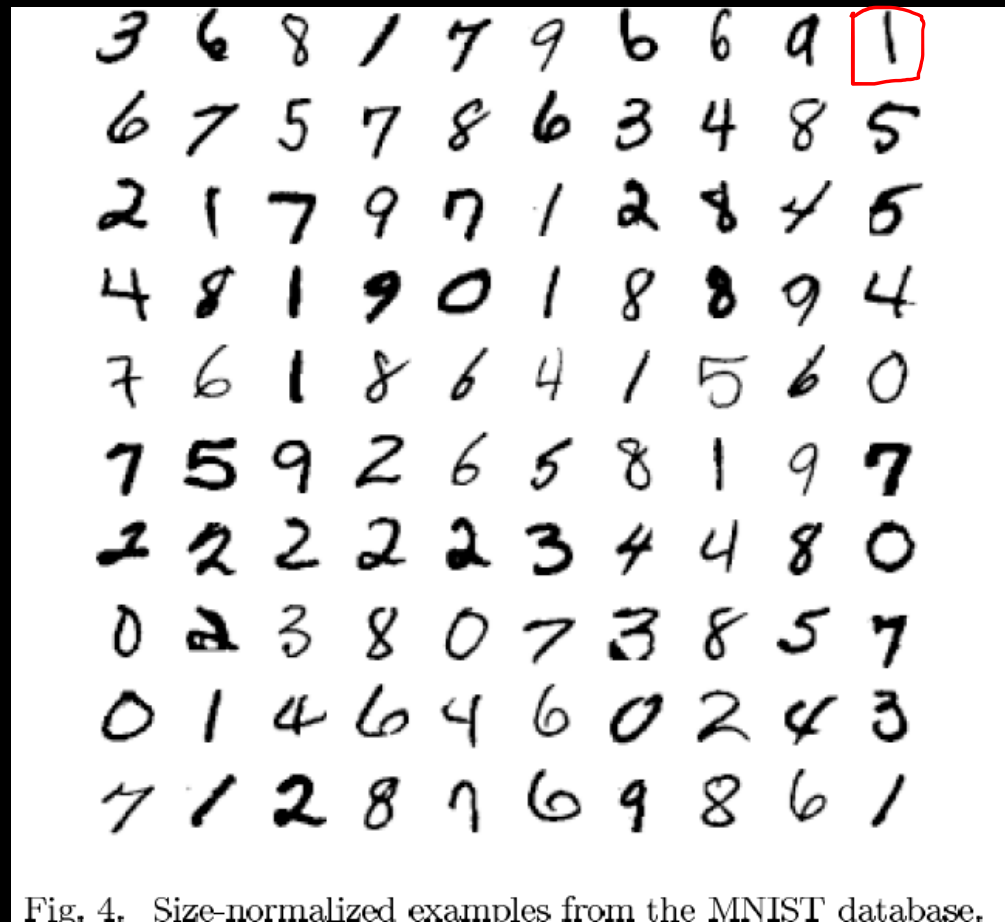 3 6 8 1 7 9 6 6 9 1
6 7 5 7 8 6 3 4 8 5
2 1 7 9 7 1 2 8 4 5
4 8 1 9 0 1 8 8 9 4
7 6 1 8 6 4 1 5 6 0
7 5 9 2 6 5 8 1 9 7
2 2 2 2 2 3 4 4 8 0
0 2 3 8 0 7 3 8 5 7
0 1 4 6 4 6 0 2 4 3
7 1 2 8 7 6 9 8 6 1
Fig. 4. Size-normalized examples from the MNIST database.